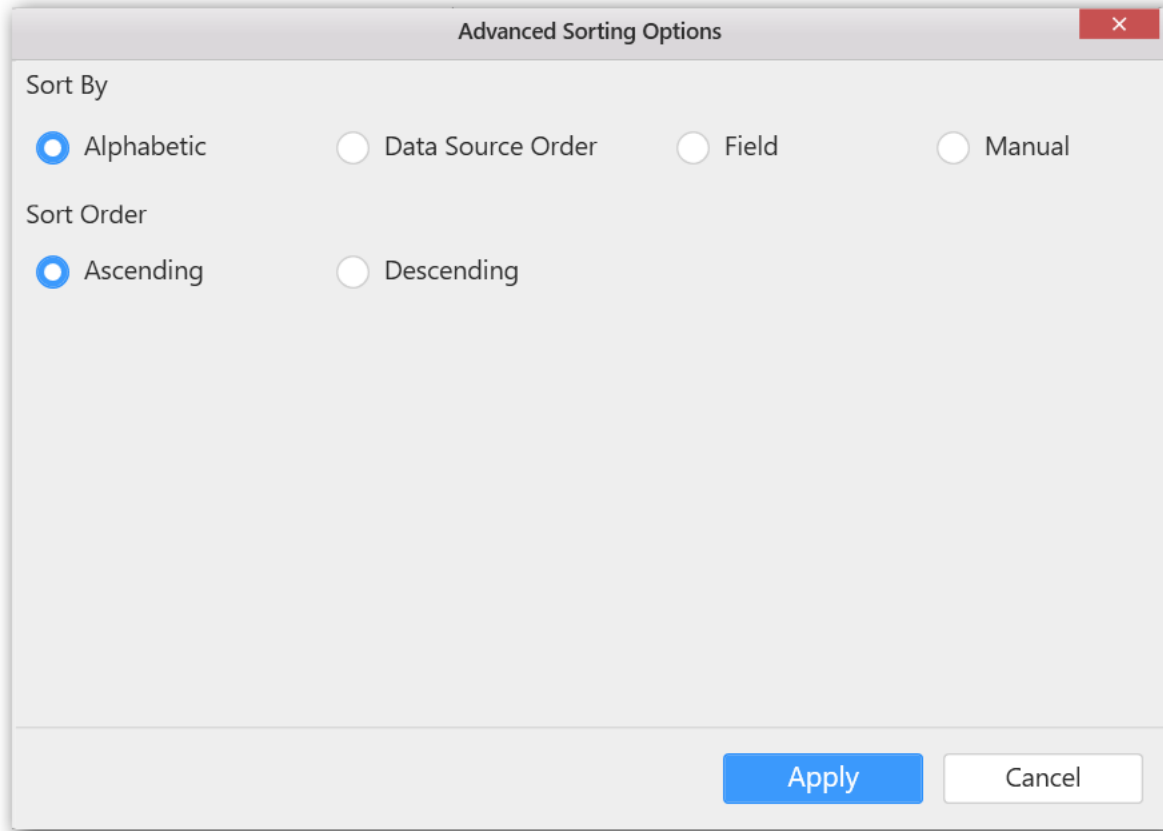 Advanced Sorting Options
Sort By
Alphabetic Data Source Order Field Manual
Sort Order
Ascending Descending
Apply Cancel